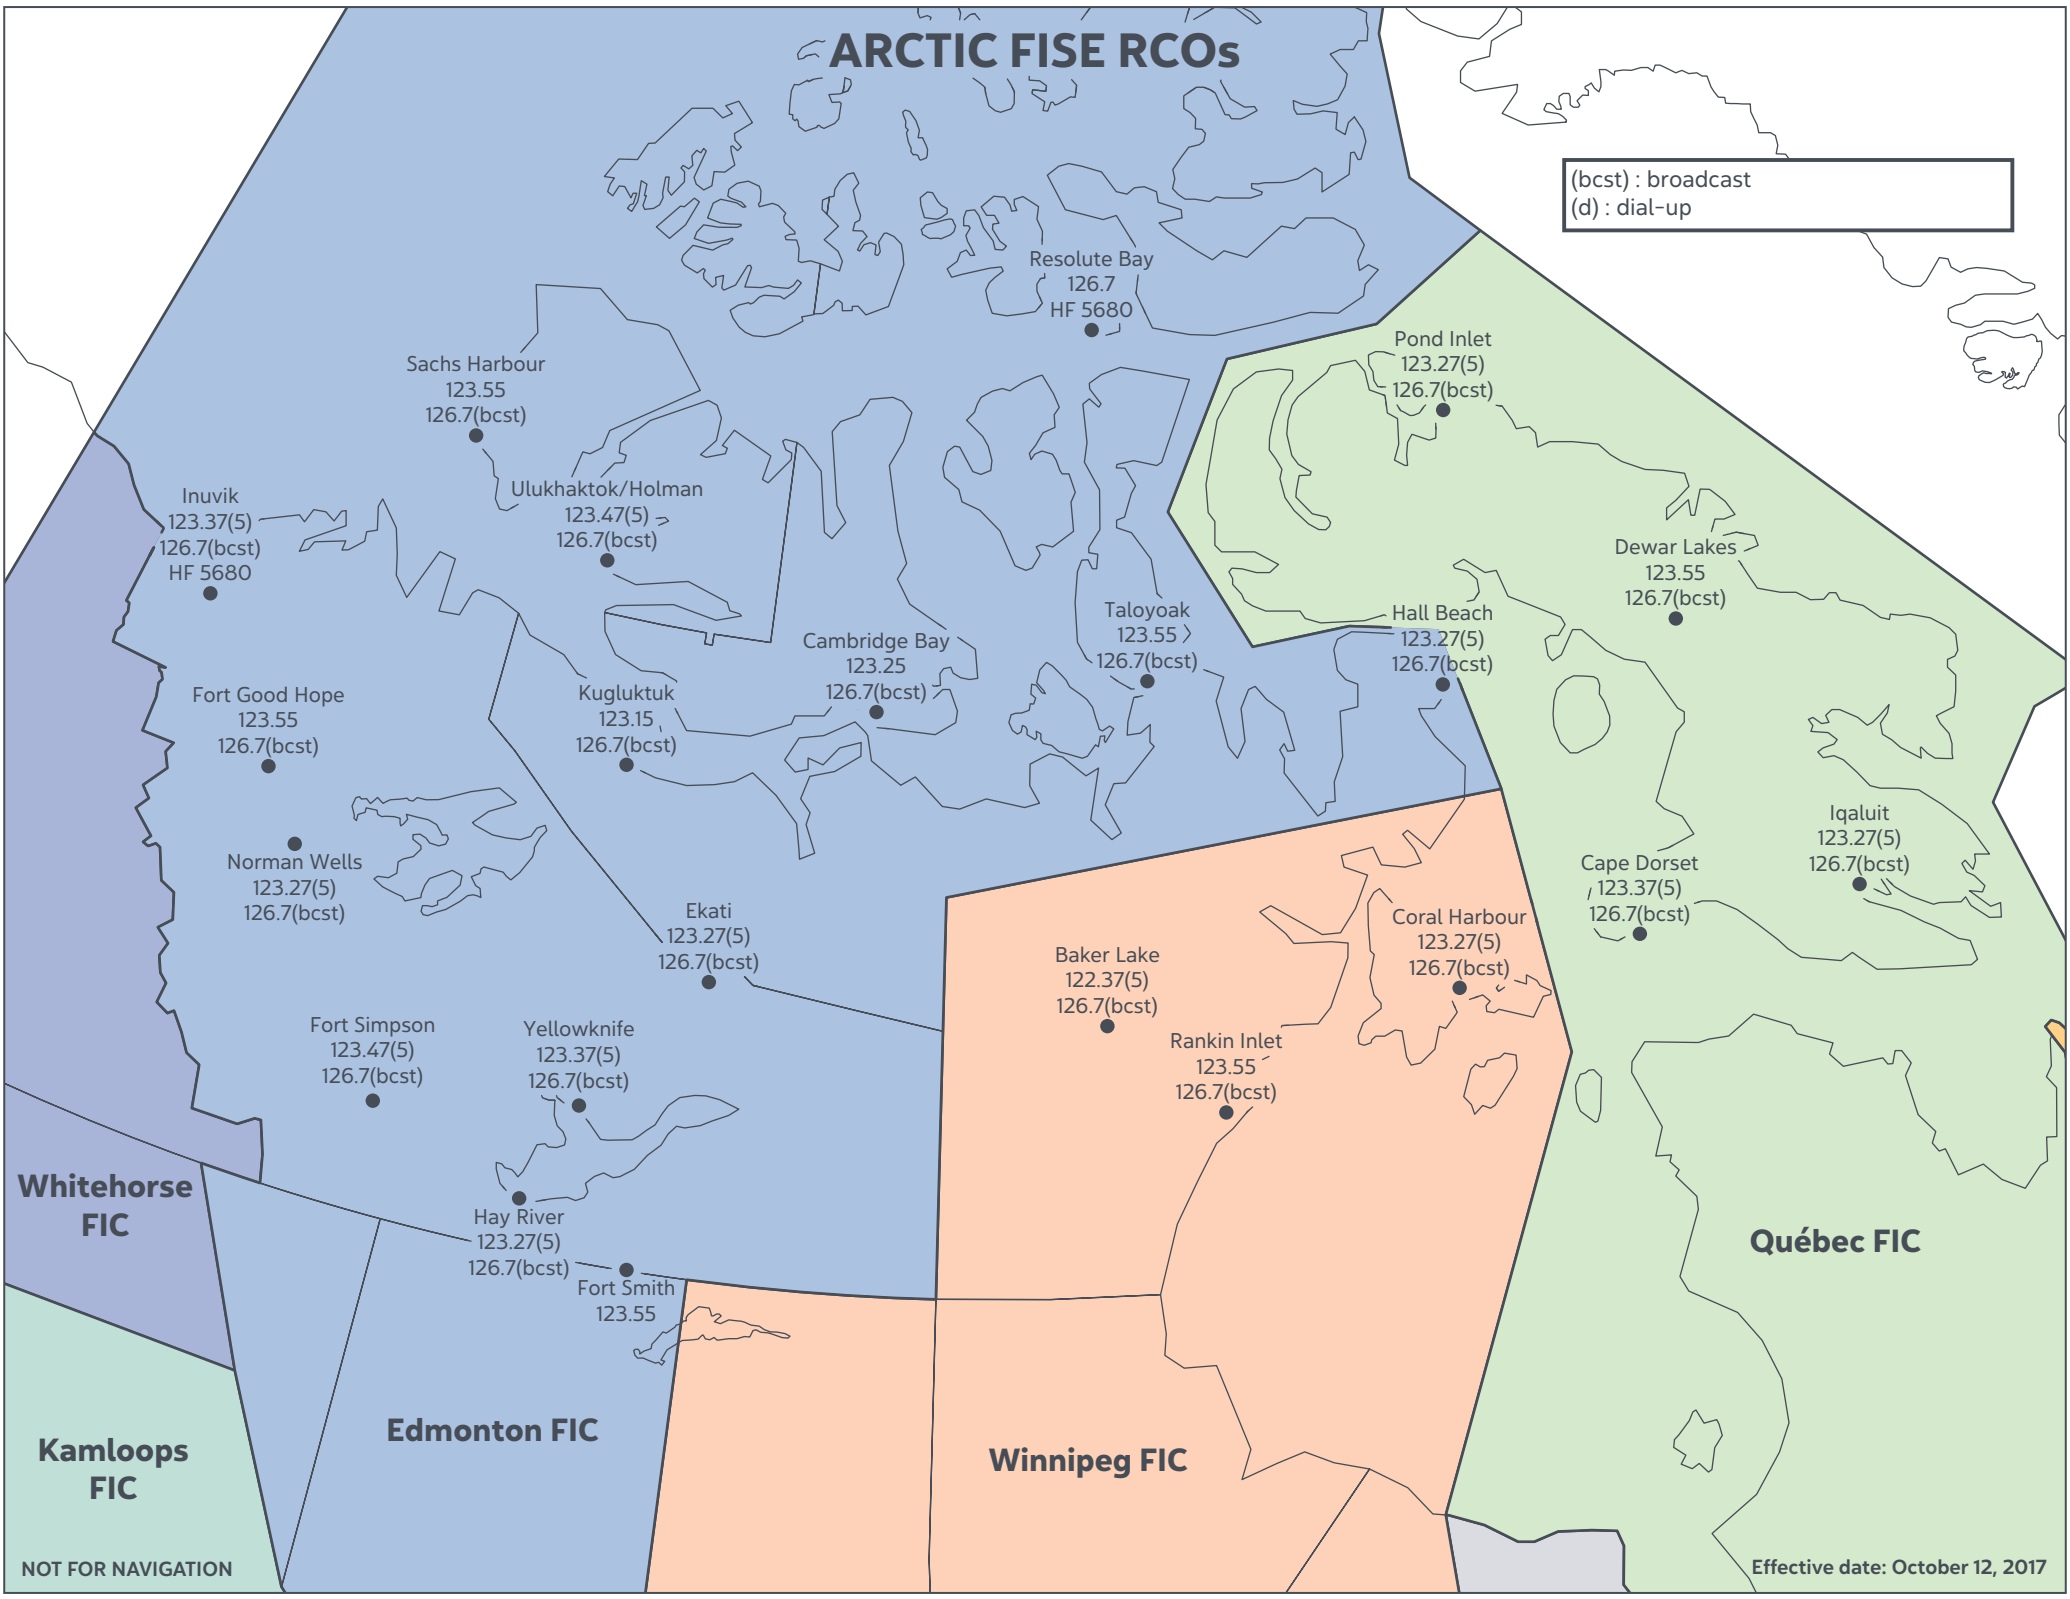 ARCTIC FISE RCOs
(bcst) : broadcast
(d) : dial-up
Resolute Bay
126.7
HF 5680
Pond Inlet
123.27(5)
126.7(bcst)
Sachs Harbour
123.55
126.7(bcst)
Inuvik
123.37(5)
126.7(bcst)
HF 5680
Ulukhaktok/Holman
123.47(5)
126.7(bcst)
Dewar Lakes
123.55
126.7(bcst)
Taloyoak
123.55
126.7(bcst)
Hall Beach
123.27(5)
126.7(bcst)
Cambridge Bay
123.25
126.7(bcst)
Fort Good Hope
123.55
126.7(bcst)
Kugluktuk
123.15
126.7(bcst)
Norman Wells
123.27(5)
126.7(bcst)
Iqaluit
123.27(5)
126.7(bcst)
Cape Dorset
123.37(5)
126.7(bcst)
Ekati
123.27(5)
126.7(bcst)
Coral Harbour
123.27(5)
126.7(bcst)
Baker Lake
122.37(5)
126.7(bcst)
Rankin Inlet
123.55
126.7(bcst)
Fort Simpson
123.47(5)
126.7(bcst)
Yellowknife
123.37(5)
126.7(bcst)
Whitehorse
FIC
Hay River
123.27(5)
126.7(bcst)
Fort Smith
123.55
Québec FIC
Edmonton FIC
Winnipeg FIC
Kamloops
FIC
NOT FOR NAVIGATION
Effective date: October 12, 2017